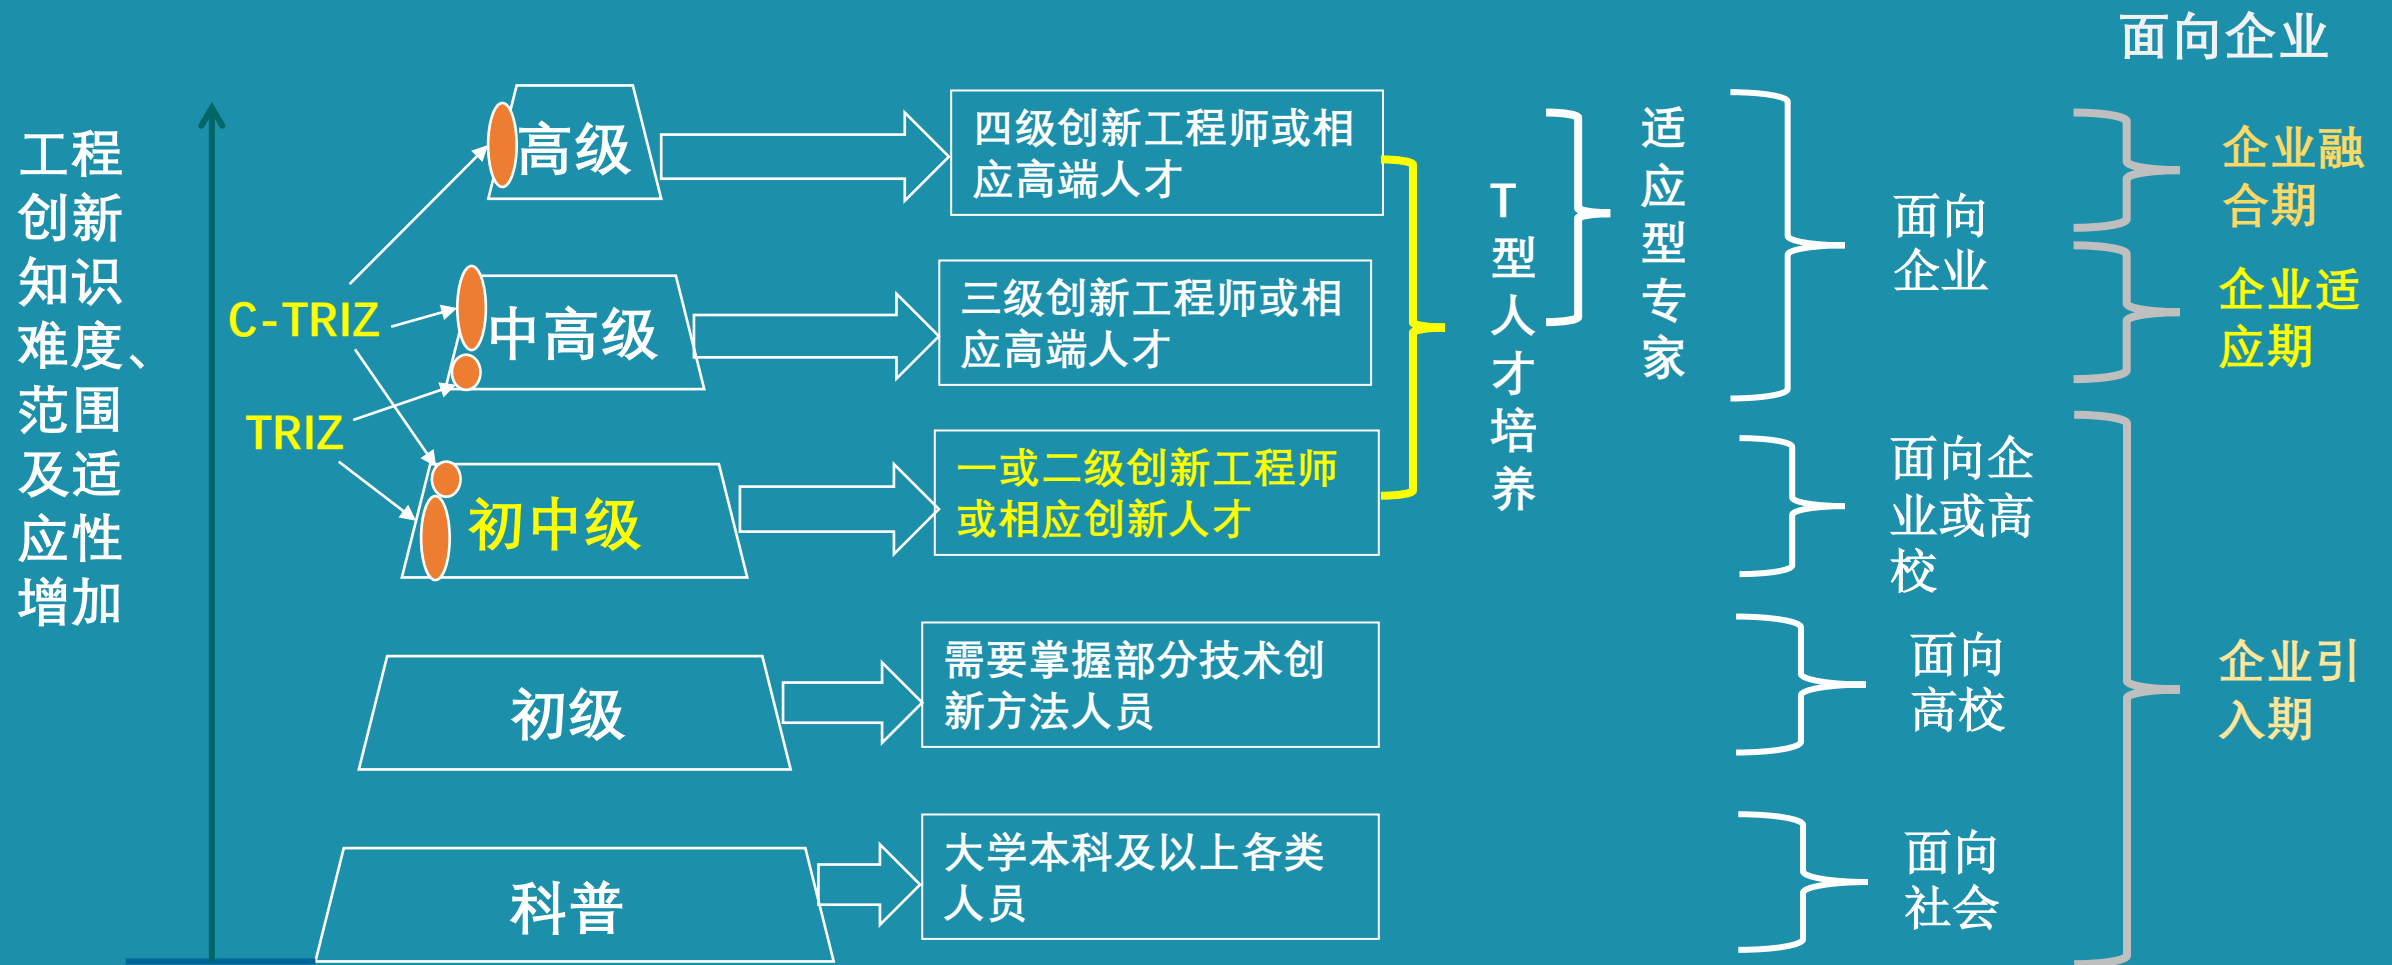 面向企业
工程
创新
知识
难度、
范围
及适
应性
增加
C-TRIZ
TRIZ
高级
四级创新工程师或相
应高端人才
中高级
三级创新工程师或相
应高端人才
初中级
一或二级创新工程师
或相应创新人才
初级
需要掌握部分技术创
新方法人员
科普
大学本科及以上各类
人员
T
型
人
才
培
养
适
应
型
专
家
面向
企业
面向企
业或高
校
面向
高校
面向
社会
企业融
合期
企业适
应期
企业引
入期